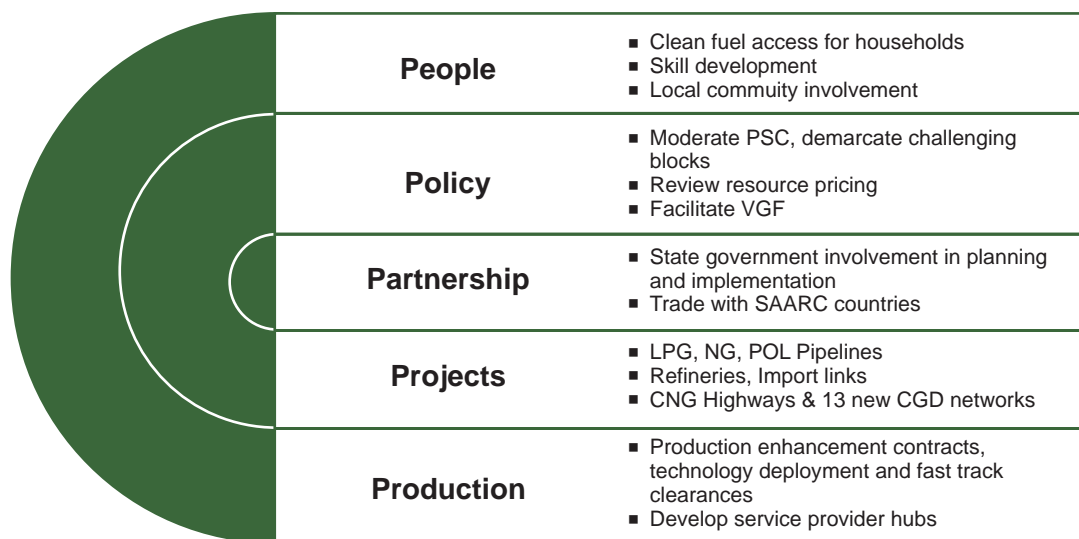 People
■ Clean fuel access for households
■ Skill development
■ Local commuity involvement
Policy
■ Moderate PSC, demarcate challenging
blocks
■ Review resource pricing
■ Facilitate VGF
Partnership
■ State government involvement in planning
and implementation
■ Trade with SAARC countries
Projects
■ LPG, NG, POL Pipelines
■ Refineries, Import links
■ CNG Highways & 13 new CGD networks
Production
■ Production enhancement contracts,
technology deployment and fast track
clearances
■ Develop service provider hubs